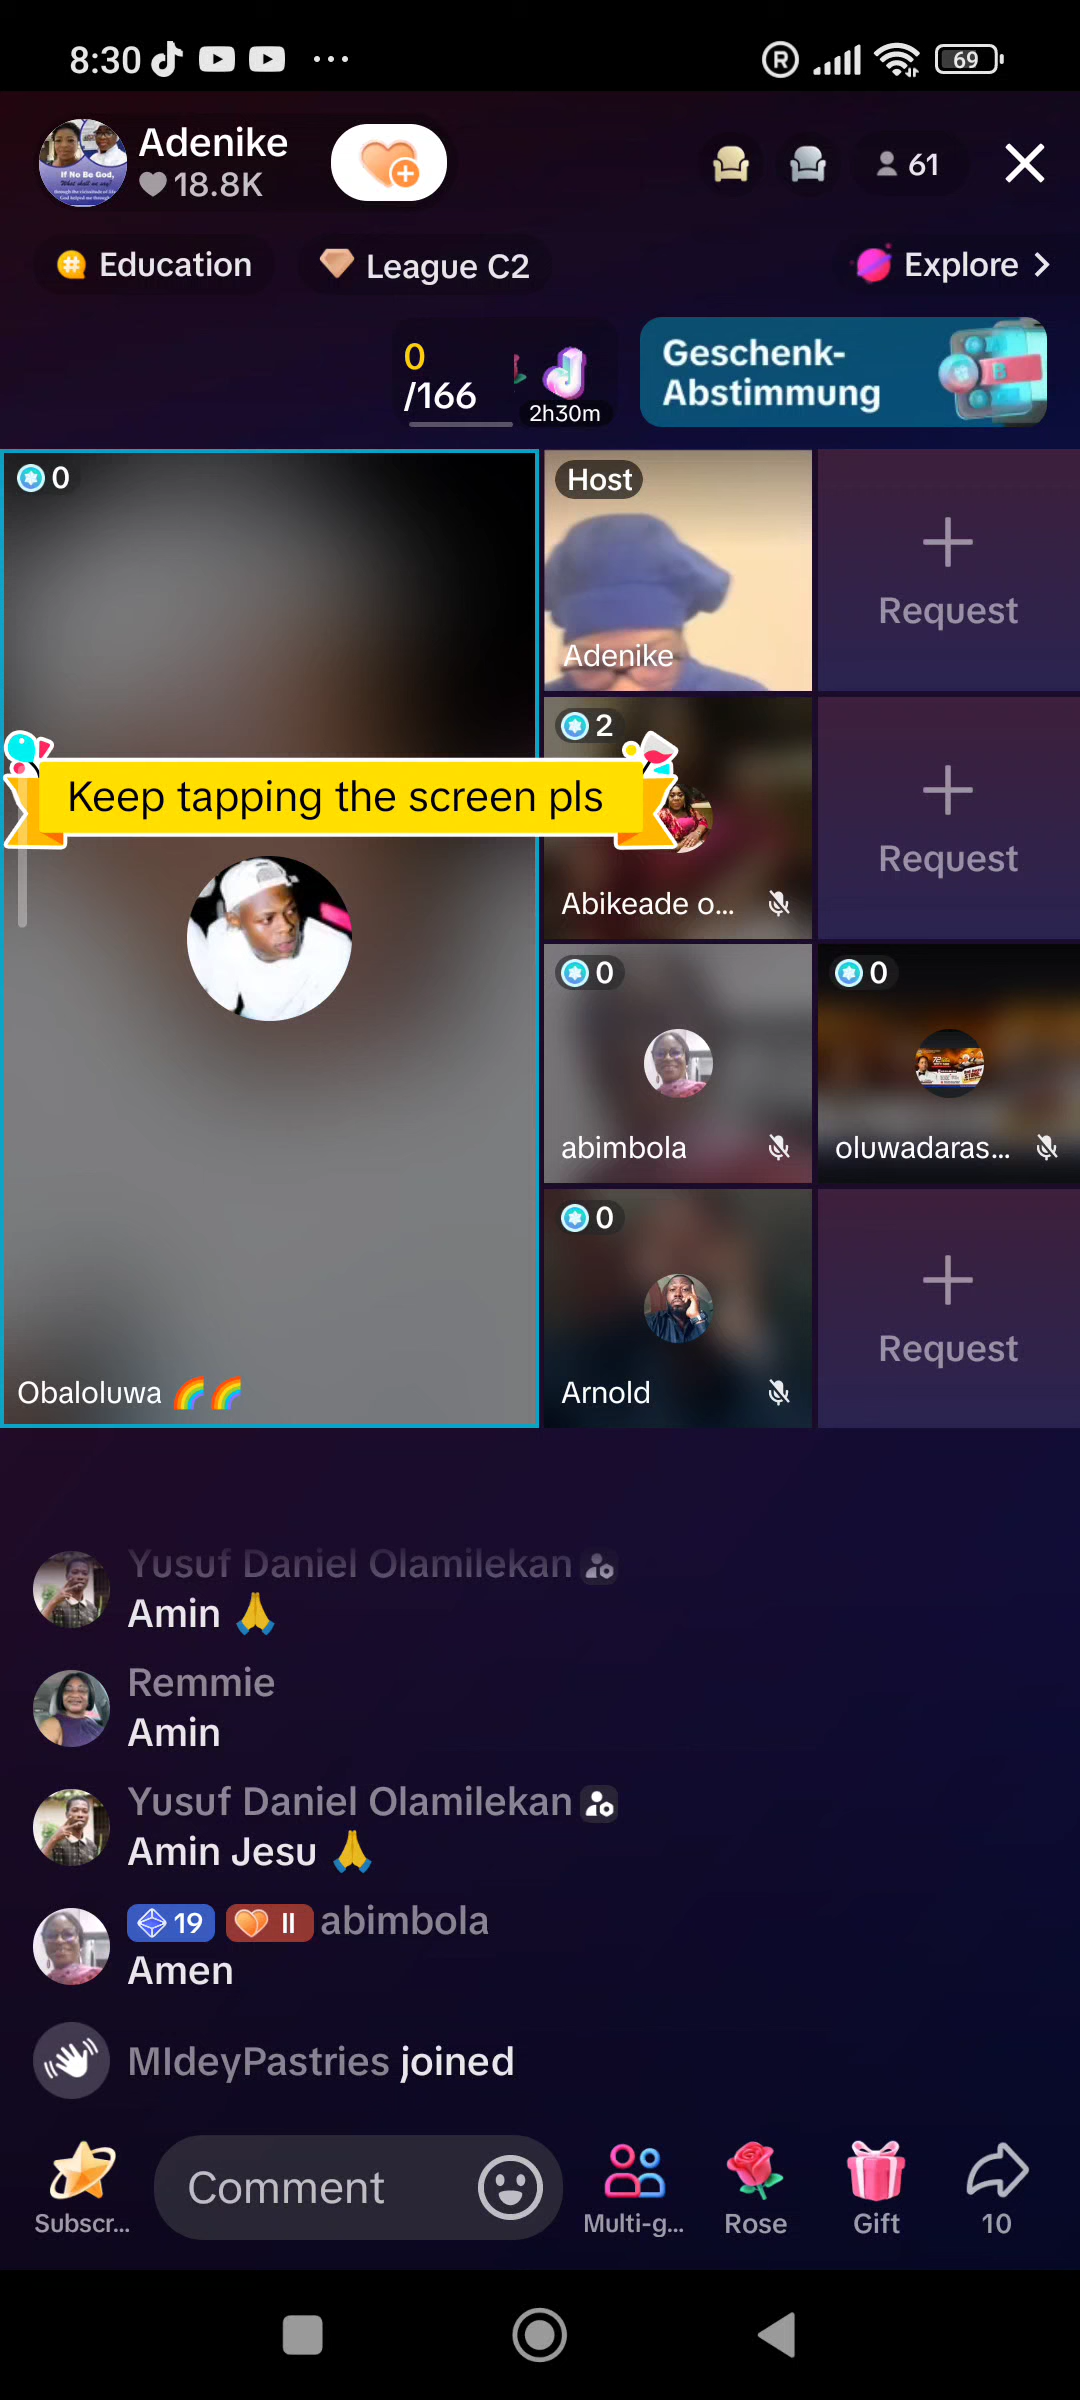 8:30
69
Adenike
18.8K
61
Education
League C2
Explore
0
/166
2h30m
Geschenk-
Abstimmung
0
Host
Adenike
Request
2
Keep tapping the screen pls
Abikeade o...
Request
0
abimbola
0
oluwadaras...
0
Arnold
Request
Obaloluwa 🌈🌈
Yusuf Daniel Olamilekan
Amin 🙏
Remmie
Amin
Yusuf Daniel Olamilekan
Amin Jesu 🙏
19 II abimbola
Amen
MIdeyPastries joined
Subscr...
Comment
Multi-g...
Rose
Gift
10